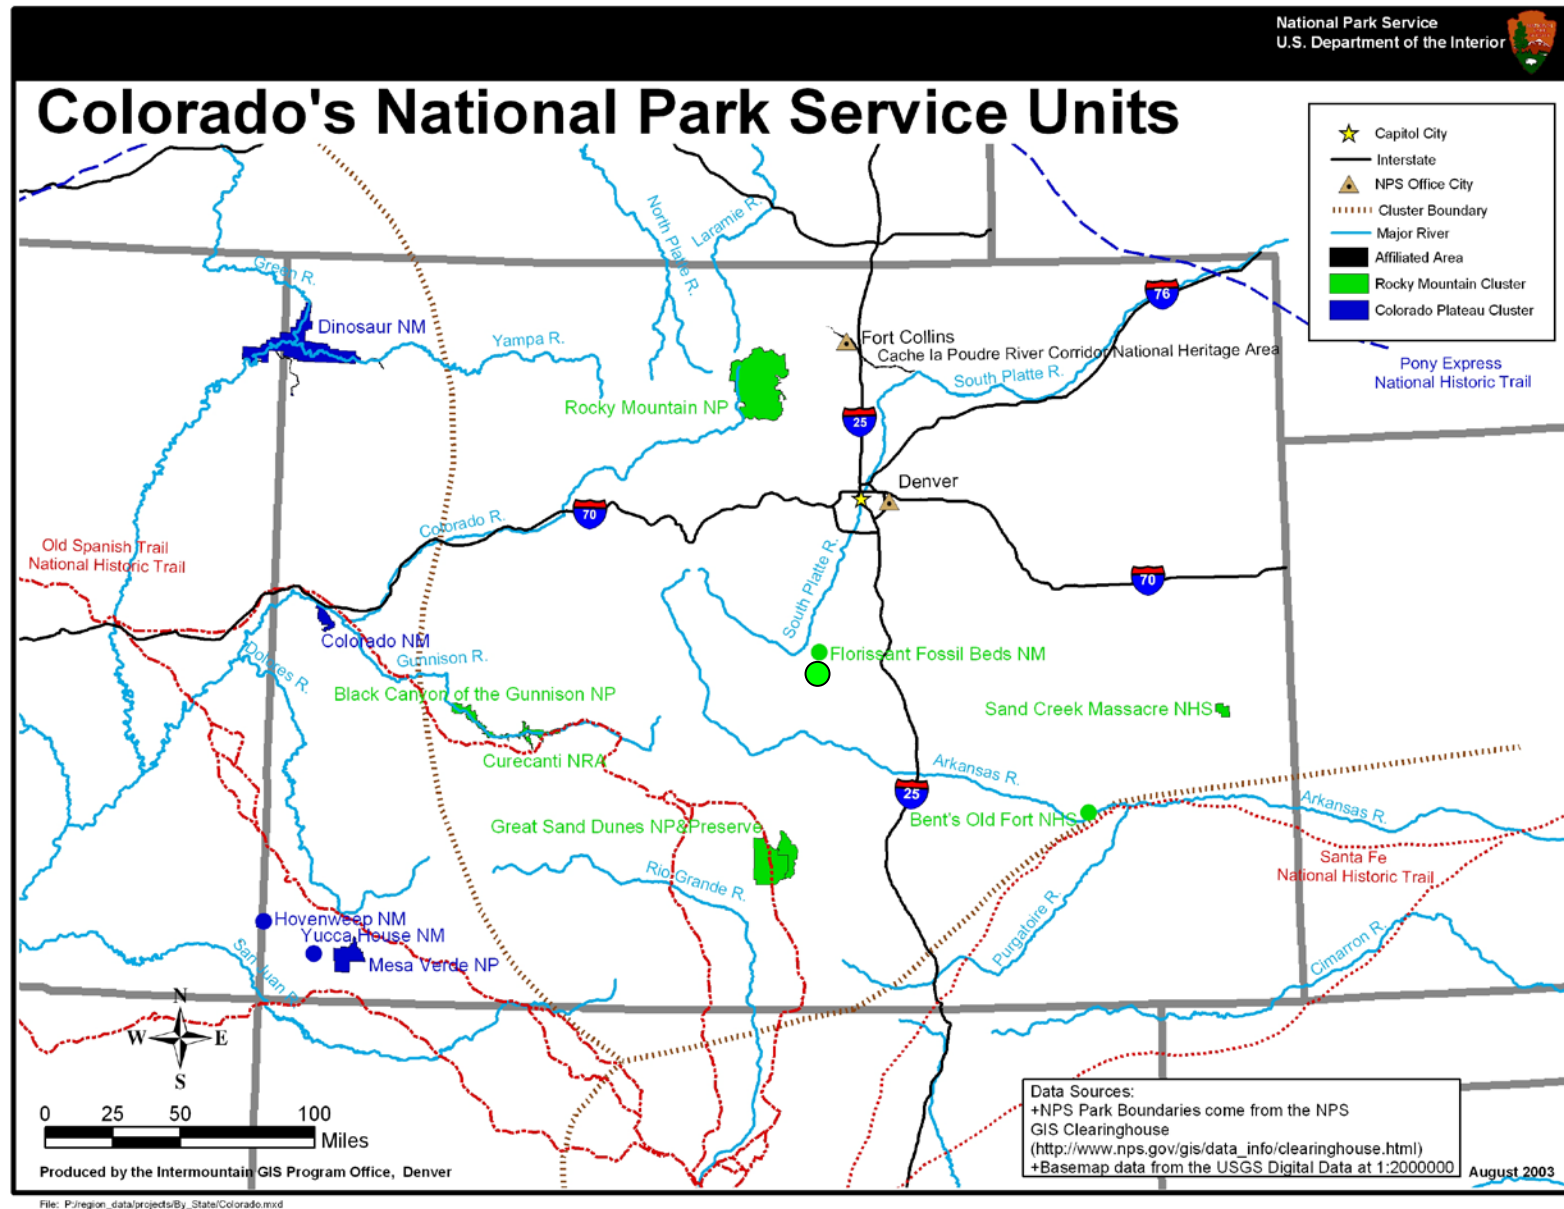 National Park Service
U.S. Department of the Interior
Colorado's National Park Service Units
Capitol City
Interstate
NPS Office City
Cluster Boundary
Major River
Affiliated Area
Rocky Mountain Cluster
Colorado Plateau Cluster
North Platte R.
Laramie R.
Green R.
76
Dinosaur NM
Yampa R.
Fort Collins
Cache la Poudre River Corridor National Heritage Area
South Platte R.
Pony Express
National Historic Trail
Rocky Mountain NP
25
Denver
70
Colorado R.
Old Spanish Trail
National Historic Trail
South Platte R.
70
Colorado NM
Dolores R.
Gunnison R.
Florissant Fossil Beds NM
Black Canyon of the Gunnison NP
Sand Creek Massacre NHS
Curecanti NRA
Arkansas R.
25
Arkansas R.
Bent's Old Fort NHS
Great Sand Dunes NP&Preserve
Rio Grande R.
Santa Fe
National Historic Trail
Hovenweep NM
Yucca House NM
Mesa Verde NP
San Juan R.
Purgatoire R.
Cimarron R.
N
W E
S
0 25 50 100
Miles
Data Sources:
+NPS Park Boundaries come from the NPS
GIS Clearinghouse
(http://www.nps.gov/gis/data_info/clearinghouse.html)
+Basemap data from the USGS Digital Data at 1:2000000
Produced by the Intermountain GIS Program Office, Denver
August 2003
File: P:/region_data/projects/By_State/Colorado.mxd